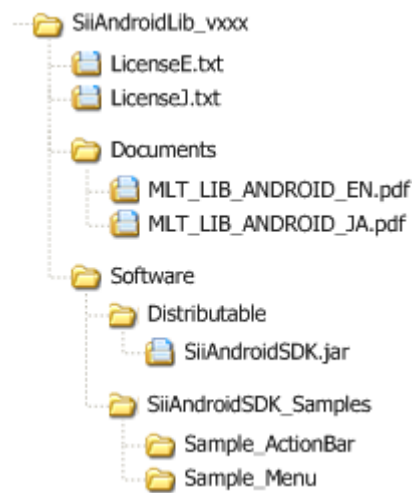 SiiAndroidLib_vxxx
LicenseE.txt
LicenseJ.txt
Documents
MLT_LIB_ANDROID_EN.pdf
MLT_LIB_ANDROID_JA.pdf
Software
Distributable
SiiAndroidSDK.jar
SiiAndroidSDK_Samples
Sample_ActionBar
Sample_Menu